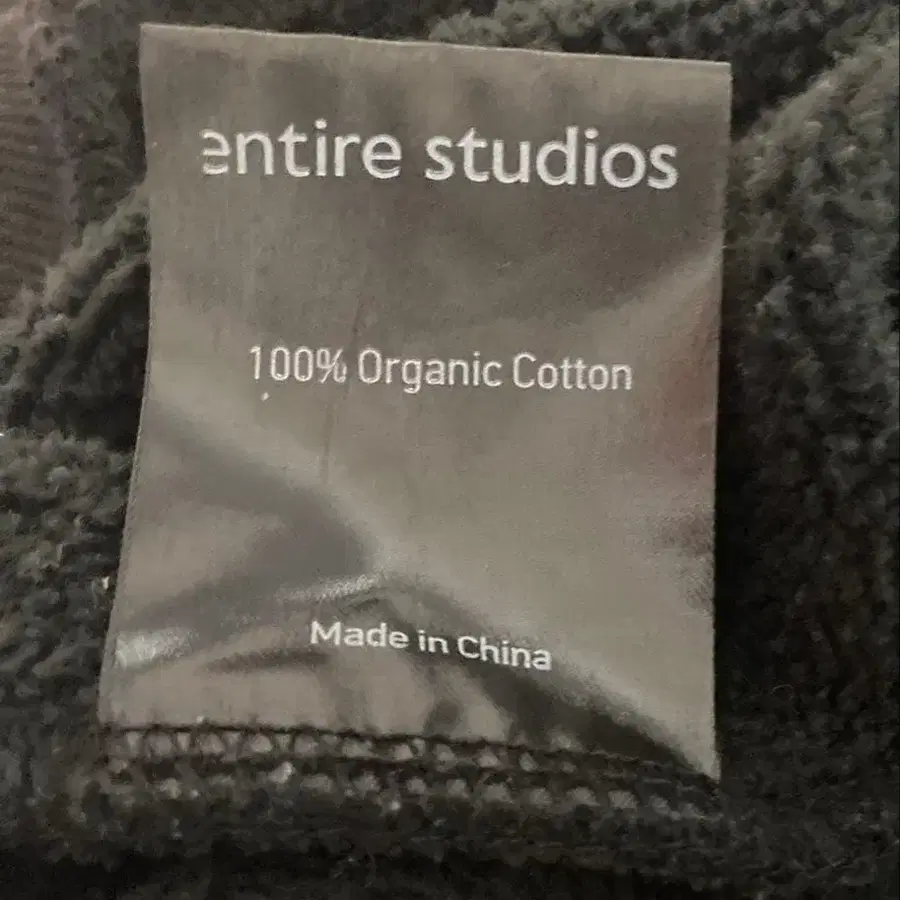 entire studios
100% Organic Cotton
Made in China